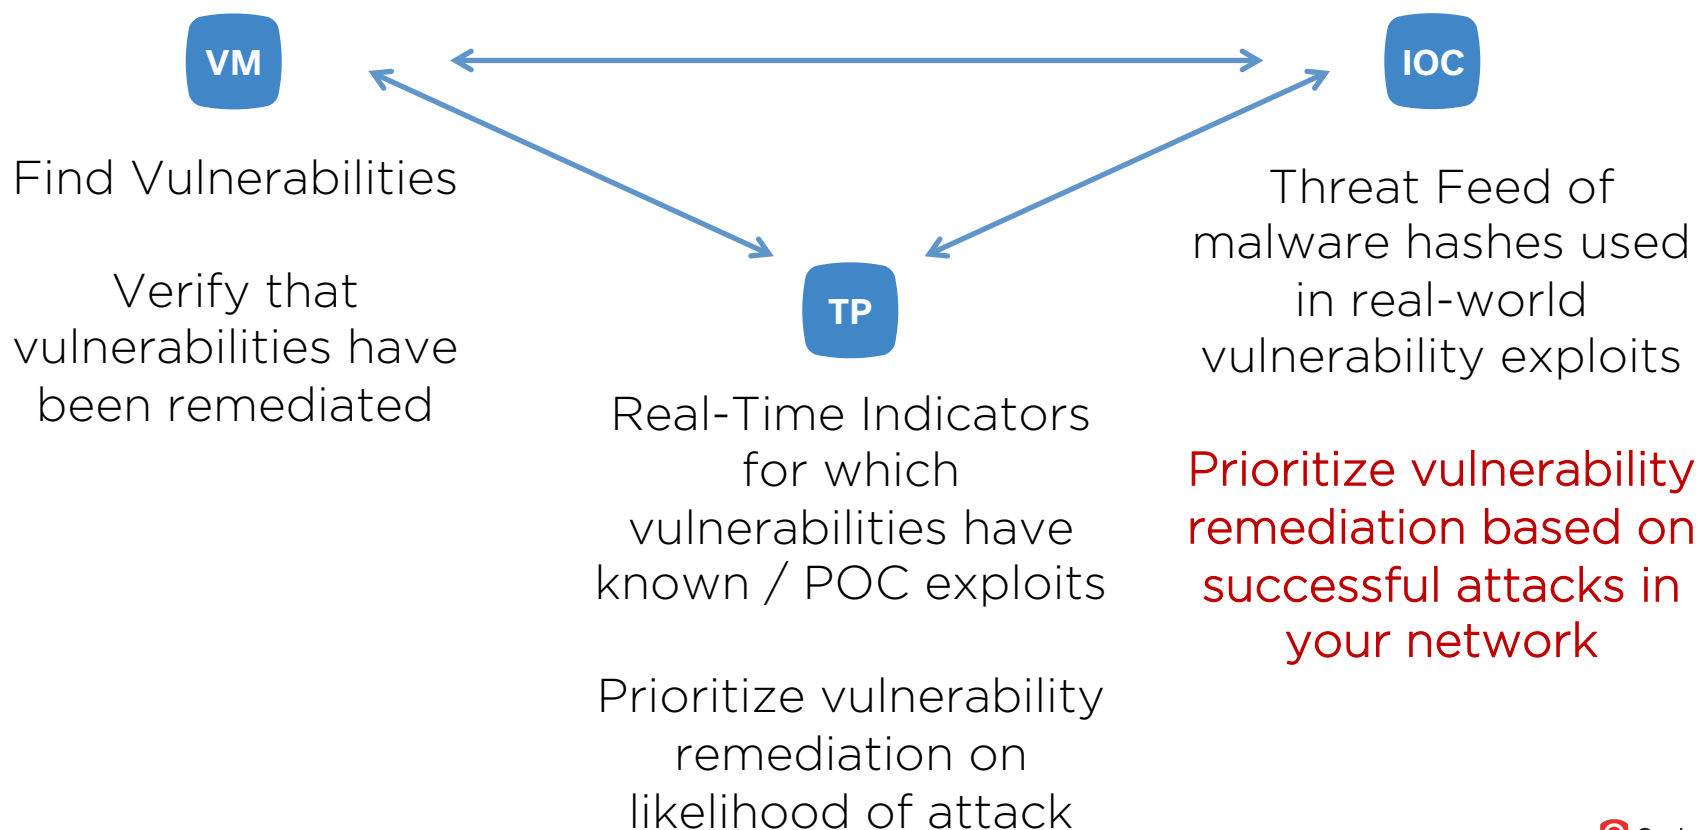 VM
Find Vulnerabilities
Verify that
vulnerabilities have
been remediated
TP
Real-Time Indicators
for which
vulnerabilities have
known / POC exploits
Prioritize vulnerability
remediation on
likelihood of attack
IOC
Threat Feed of
malware hashes used
in real-world
vulnerability exploits
Prioritize vulnerability
remediation based on
successful attacks in
your network